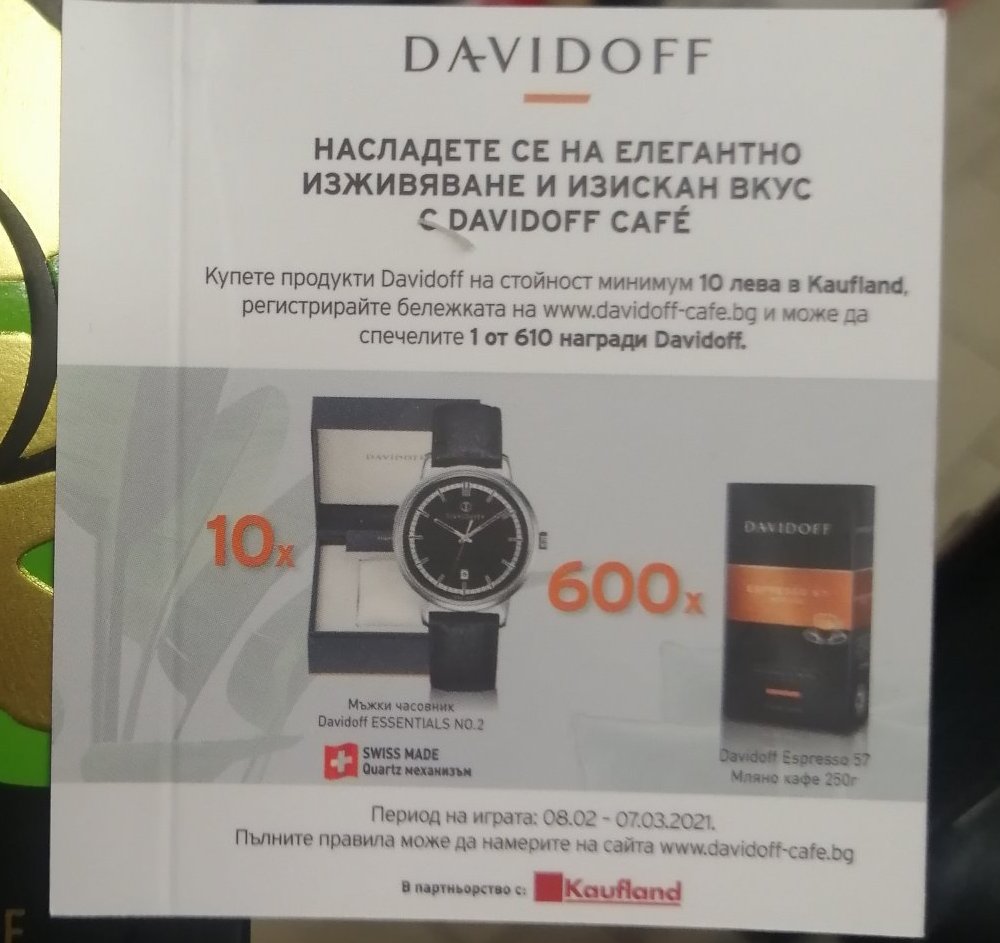 DAVIDOFF
НАСЛАДЕТЕ СЕ НА ЕЛЕГАНТНО
ИЗЖИВЯВАНЕ И ИЗИСКАН ВКУС
С DAVIDOFF CAFÉ
Купете продукти Davidoff на стойност минимум 10 лева в Kaufland,
регистрирайте бележката на www.davidoff-cafe.bg и може да
спечелите 1 от 610 награди Davidoff.
DAVIDOFF
10x
600x
DAVIDOFF
Мъжки часовник
Davidoff ESSENTIALS NO.2
SWISS MADE
Quartz механизъм
Davidoff Espresso 57
Мляно кафе 250г
Период на играта: 08.02 - 07.03.2021.
Пълните правила може да намерите на сайта www.davidoff-cafe.bg
В партньорство с: Kaufland